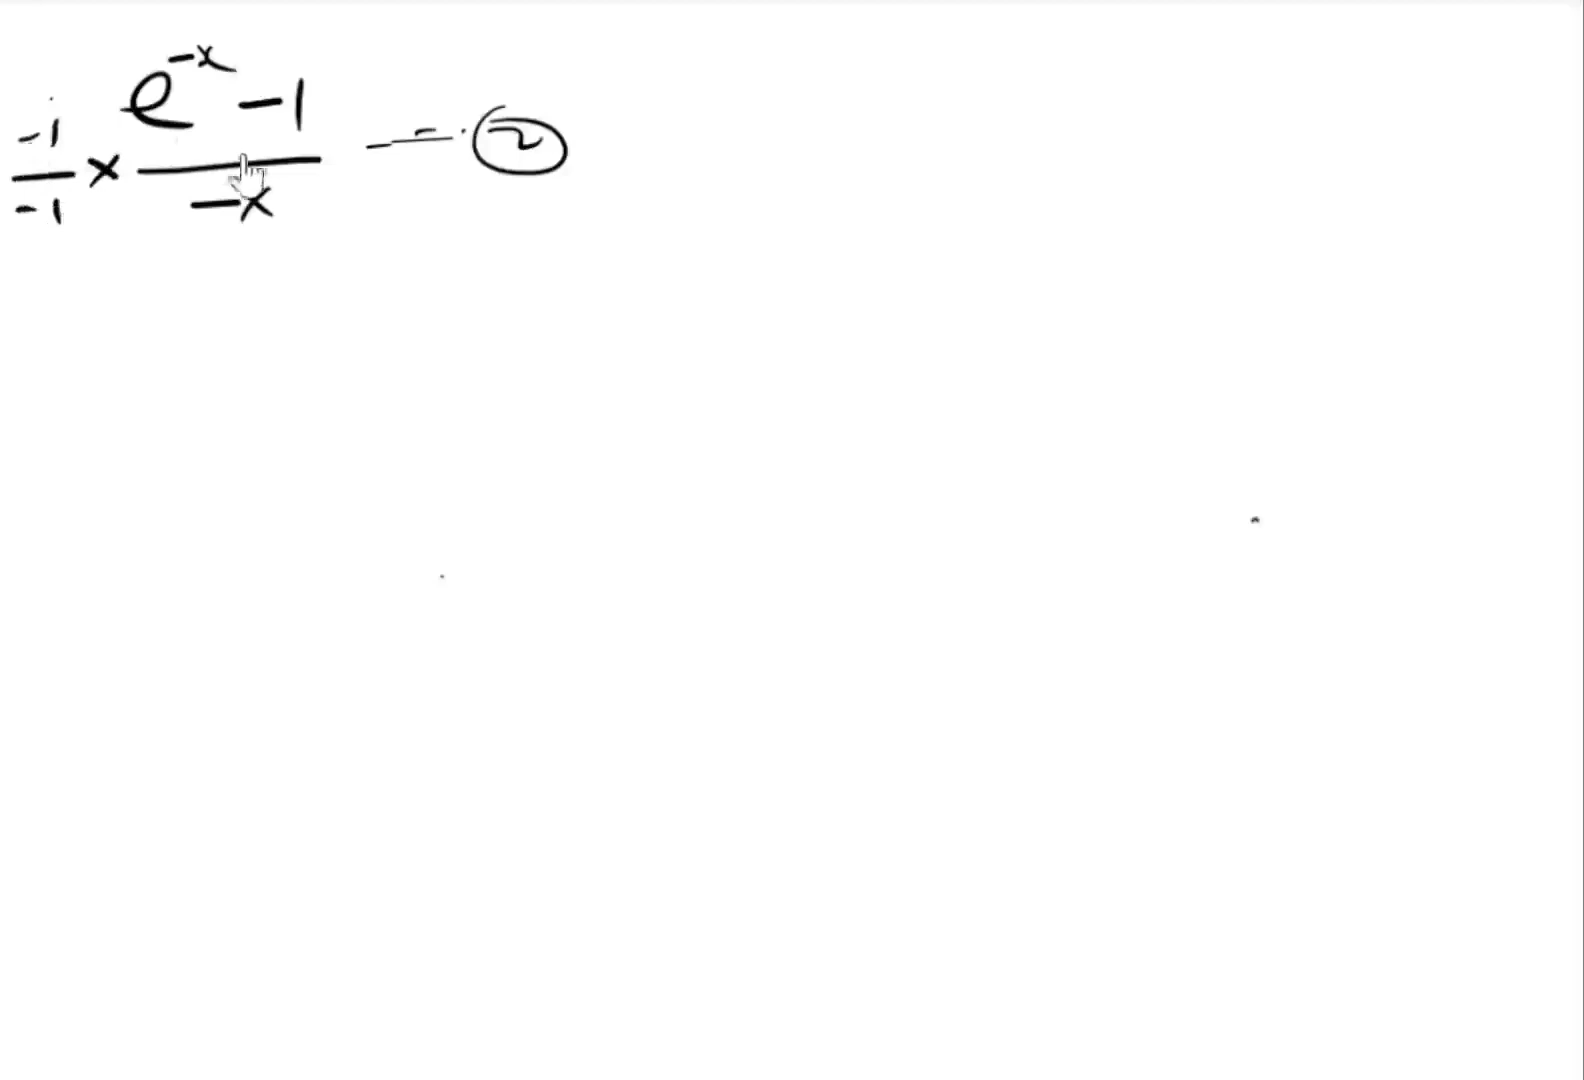 -1/-1 × (e^{-x} - 1)/(-x) --- ②